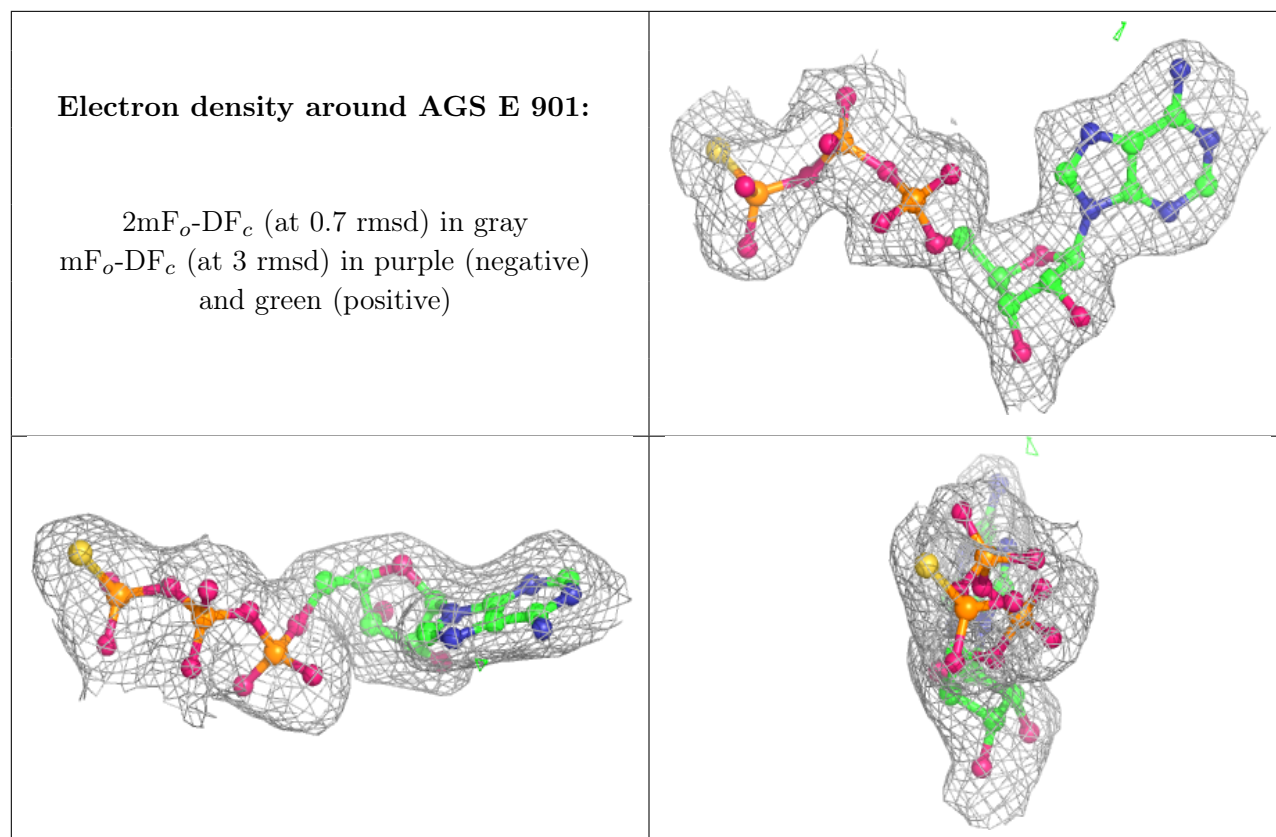 Electron density around AGS E 901:
2mFₒ-DF𝒸 (at 0.7 rmsd) in gray
mFₒ-DF𝒸 (at 3 rmsd) in purple (negative)
and green (positive)